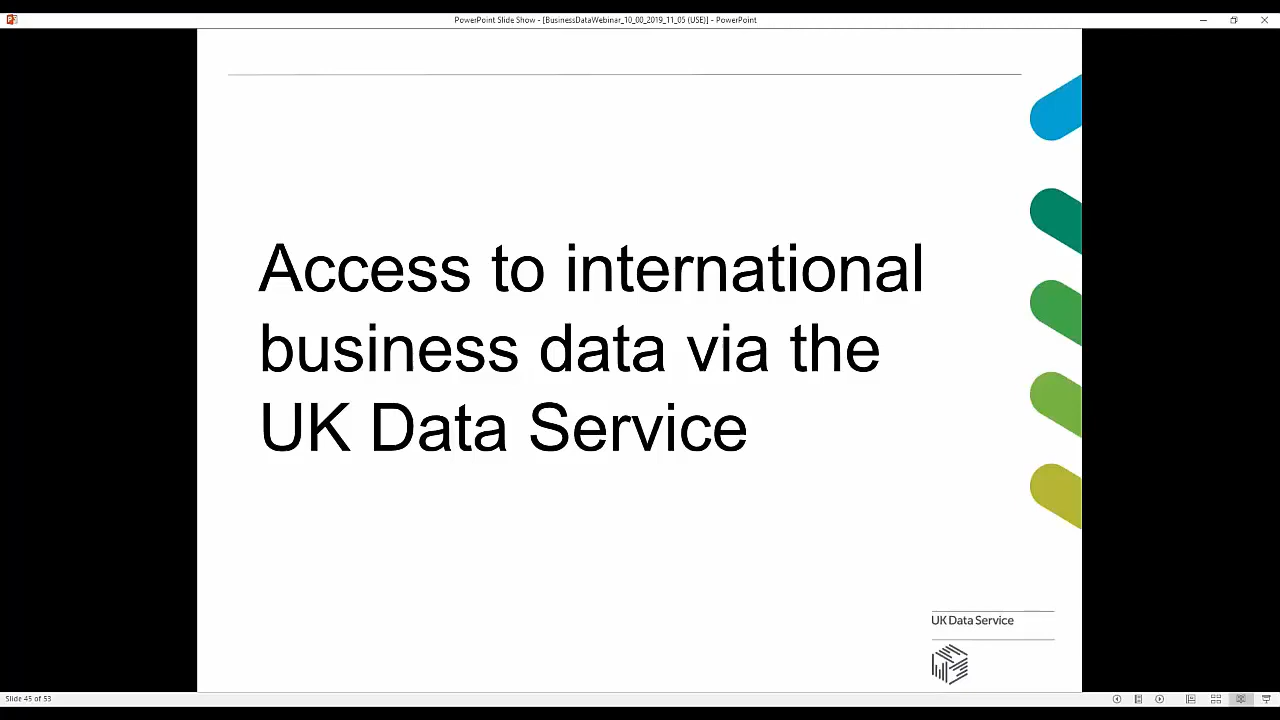 PowerPoint Slide Show - [BusinessDataWebinar_10_00_2019_11_05 (USE)] - PowerPoint
Access to international
business data via the
UK Data Service
UK Data Service
Slide 45 of 53